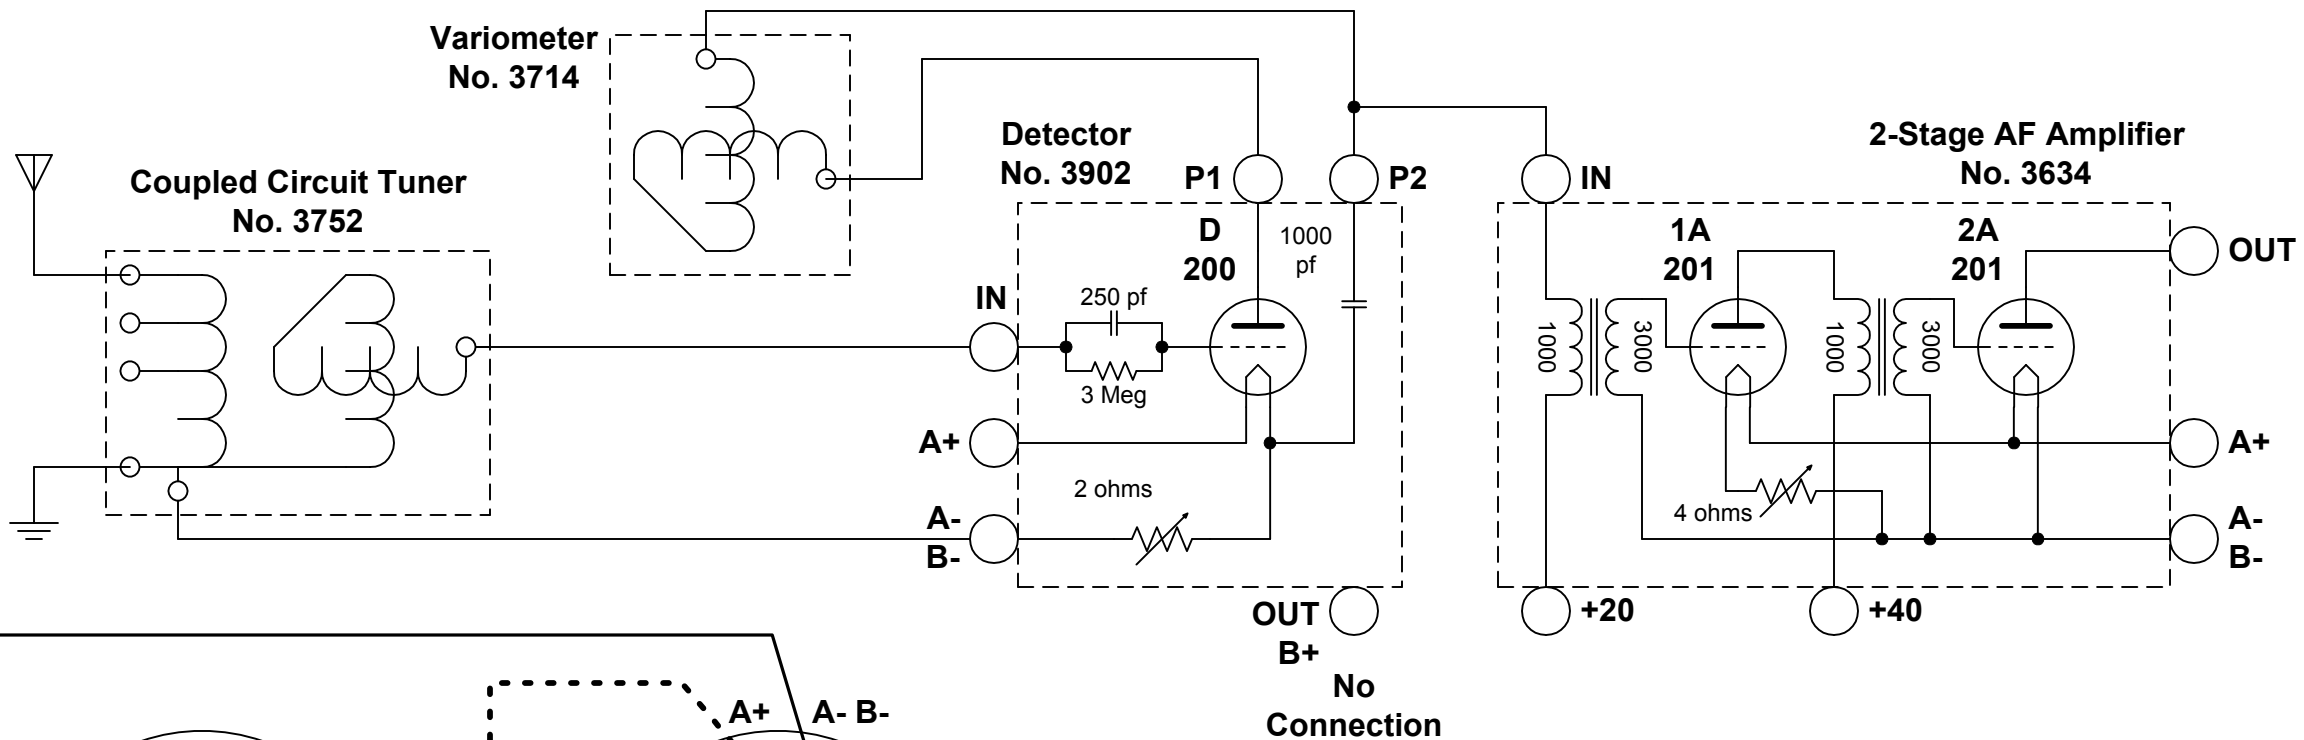 Variometer
No. 3714
Coupled Circuit Tuner
No. 3752
Detector
No. 3902
P1
P2
IN
2-Stage AF Amplifier
No. 3634
D
200
1000
pf
1A
201
2A
201
OUT
IN
250 pf
3 Meg
1000
3000
1000
3000
A+
A+
2 ohms
4 ohms
A-
B-
A-
B-
OUT
B+
+20
+40
No
Connection
A+
A- B-